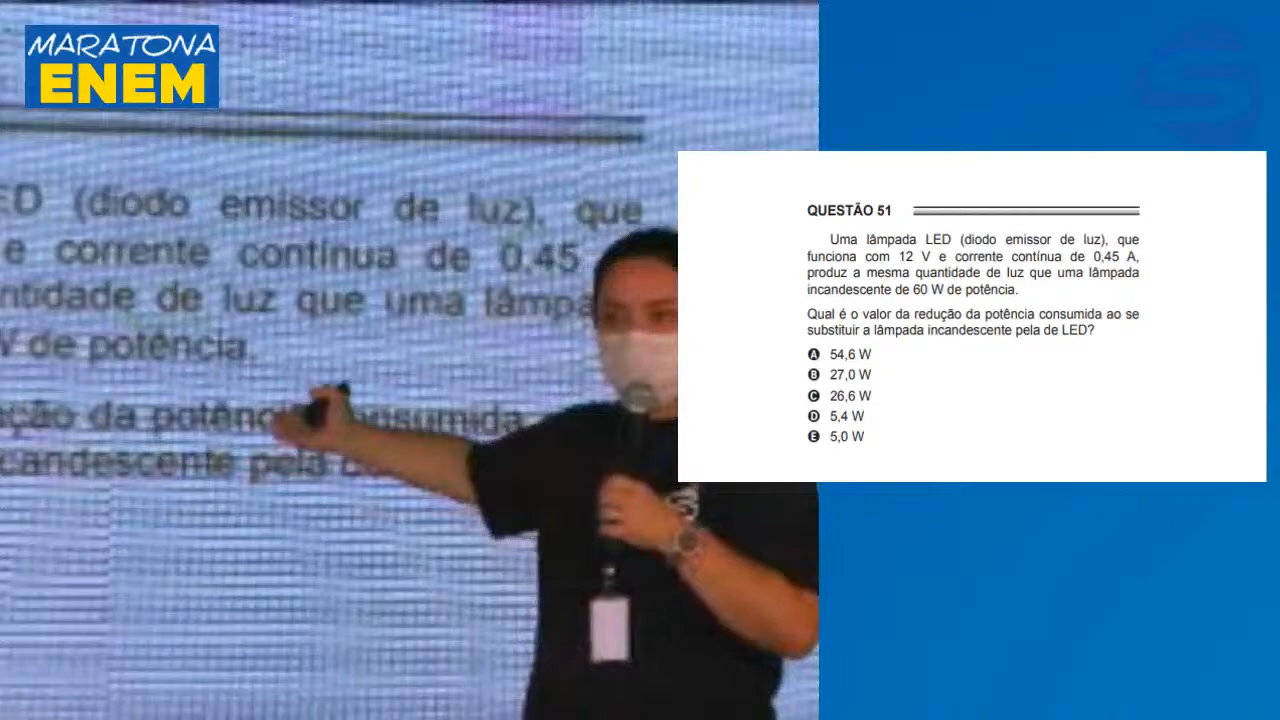 MARATONA
ENEM
ED (diodo emissor de luz), que
e corrente contínua de 0.45
ntidade de luz que uma lâmpa
W de potência.
ção da potência consumida
candescente pela
QUESTÃO 51
Uma lâmpada LED (diodo emissor de luz), que
funciona com 12 V e corrente contínua de 0,45 A,
produz a mesma quantidade de luz que uma lâmpada
incandescente de 60 W de potência.
Qual é o valor da redução da potência consumida ao se
substituir a lâmpada incandescente pela de LED?
A 54,6 W
B 27,0 W
C 26,6 W
D 5,4 W
E 5,0 W